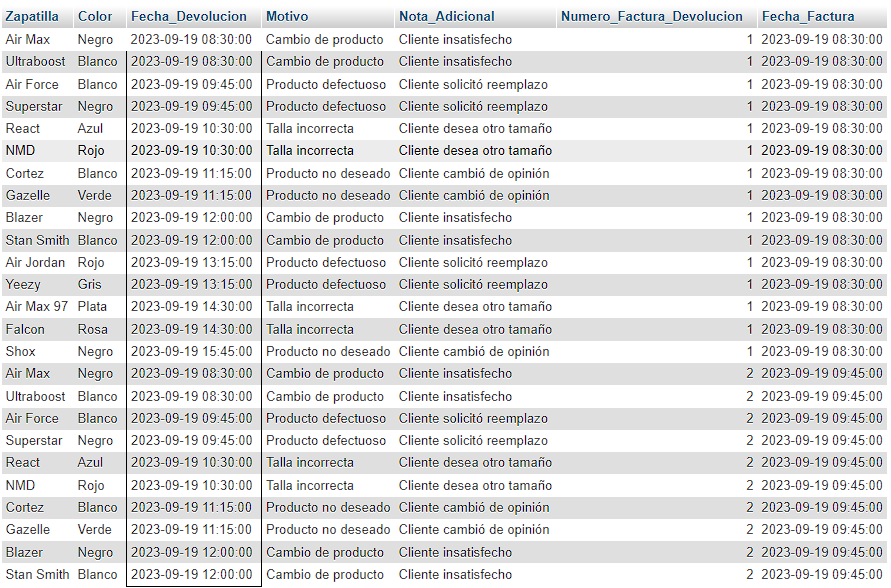 Zapatilla Color Fecha_Devolucion Motivo Nota_Adicional Numero_Factura_Devolucion Fecha_Factura
Air Max Negro 2023-09-19 08:30:00 Cambio de producto Cliente insatisfecho 1 2023-09-19 08:30:00
Ultraboost Blanco 2023-09-19 08:30:00 Cambio de producto Cliente insatisfecho 1 2023-09-19 08:30:00
Air Force Blanco 2023-09-19 09:45:00 Producto defectuoso Cliente solicitó reemplazo 1 2023-09-19 08:30:00
Superstar Negro 2023-09-19 09:45:00 Producto defectuoso Cliente solicitó reemplazo 1 2023-09-19 08:30:00
React Azul 2023-09-19 10:30:00 Talla incorrecta Cliente desea otro tamaño 1 2023-09-19 08:30:00
NMD Rojo 2023-09-19 10:30:00 Talla incorrecta Cliente desea otro tamaño 1 2023-09-19 08:30:00
Cortez Blanco 2023-09-19 11:15:00 Producto no deseado Cliente cambió de opinión 1 2023-09-19 08:30:00
Gazelle Verde 2023-09-19 11:15:00 Producto no deseado Cliente cambió de opinión 1 2023-09-19 08:30:00
Blazer Negro 2023-09-19 12:00:00 Cambio de producto Cliente insatisfecho 1 2023-09-19 08:30:00
Stan Smith Blanco 2023-09-19 12:00:00 Cambio de producto Cliente insatisfecho 1 2023-09-19 08:30:00
Air Jordan Rojo 2023-09-19 13:15:00 Producto defectuoso Cliente solicitó reemplazo 1 2023-09-19 08:30:00
Yeezy Gris 2023-09-19 13:15:00 Producto defectuoso Cliente solicitó reemplazo 1 2023-09-19 08:30:00
Air Max 97 Plata 2023-09-19 14:30:00 Talla incorrecta Cliente desea otro tamaño 1 2023-09-19 08:30:00
Falcon Rosa 2023-09-19 14:30:00 Talla incorrecta Cliente desea otro tamaño 1 2023-09-19 08:30:00
Shox Negro 2023-09-19 15:45:00 Producto no deseado Cliente cambió de opinión 1 2023-09-19 08:30:00
Air Max Negro 2023-09-19 08:30:00 Cambio de producto Cliente insatisfecho 2 2023-09-19 09:45:00
Ultraboost Blanco 2023-09-19 08:30:00 Cambio de producto Cliente insatisfecho 2 2023-09-19 09:45:00
Air Force Blanco 2023-09-19 09:45:00 Producto defectuoso Cliente solicitó reemplazo 2 2023-09-19 09:45:00
Superstar Negro 2023-09-19 09:45:00 Producto defectuoso Cliente solicitó reemplazo 2 2023-09-19 09:45:00
React Azul 2023-09-19 10:30:00 Talla incorrecta Cliente desea otro tamaño 2 2023-09-19 09:45:00
NMD Rojo 2023-09-19 10:30:00 Talla incorrecta Cliente desea otro tamaño 2 2023-09-19 09:45:00
Cortez Blanco 2023-09-19 11:15:00 Producto no deseado Cliente cambió de opinión 2 2023-09-19 09:45:00
Gazelle Verde 2023-09-19 11:15:00 Producto no deseado Cliente cambió de opinión 2 2023-09-19 09:45:00
Blazer Negro 2023-09-19 12:00:00 Cambio de producto Cliente insatisfecho 2 2023-09-19 09:45:00
Stan Smith Blanco 2023-09-19 12:00:00 Cambio de producto Cliente insatisfecho 2 2023-09-19 09:45:00